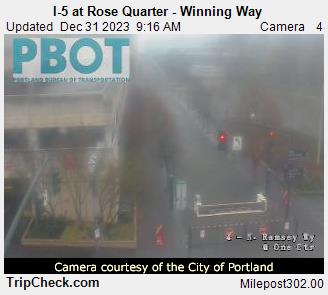 I-5 at Rose Quarter - Winning Way
Updated Dec 31 2023 9:16 AM Camera 4
PBOT
PORTLAND BUREAU OF TRANSPORTATION
4 - N. Ramsey Wy
@ One Ctr
Camera courtesy of the City of Portland
TripCheck.com Milepost302.00